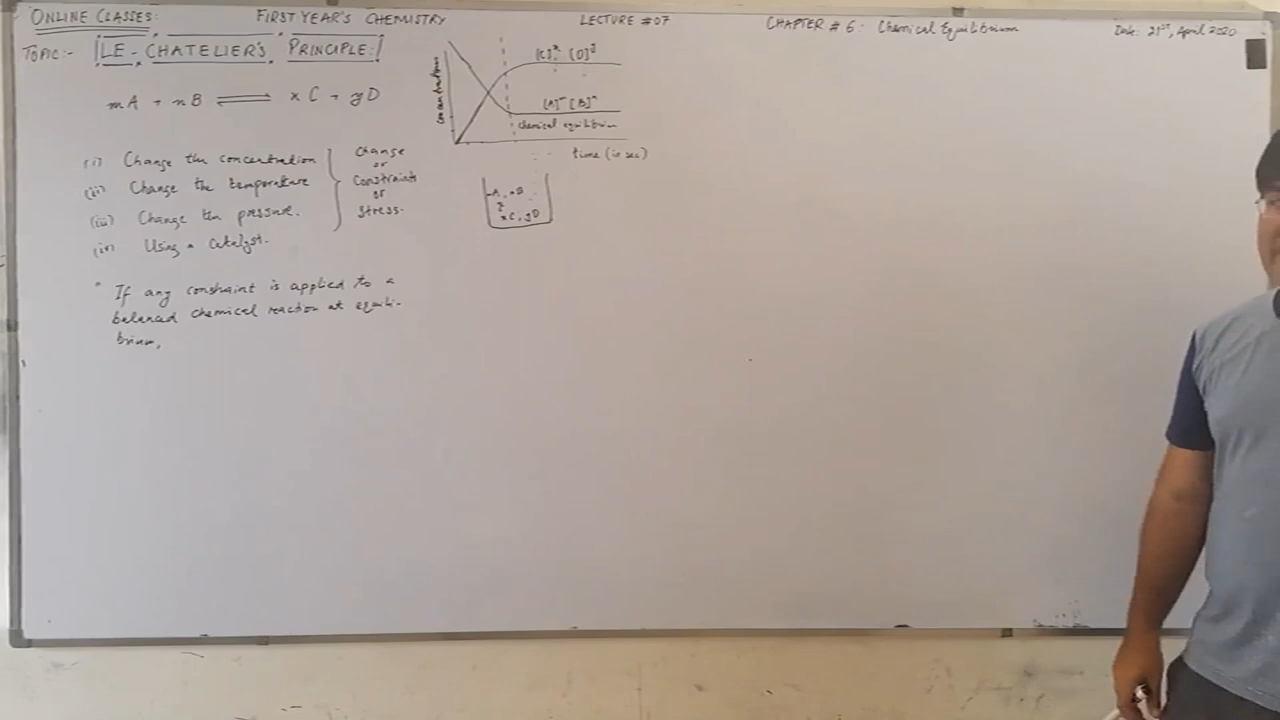 ONLINE CLASSES: FIRST YEAR'S CHEMISTRY LECTURE #07 CHAPTER # 6: Chemical Equilibrium Date: 21st, April 2020
TOPIC:- LE-CHATELIER'S PRINCIPLE:
mA + nB ⇌ xC + yD
(i) Change the concentration
(ii) Change the temperature
(iii) Change the pressure.
(iv) Using a catalyst.
Change
or
Constraints
or
Stress.
" If any constraint is applied to a
balanced chemical reaction at equili-
brium,
concentrations
[C]ˣ [D]ʸ
[A]ᵐ [B]ⁿ
chemical equilibrium
time (in sec)
xC, yD